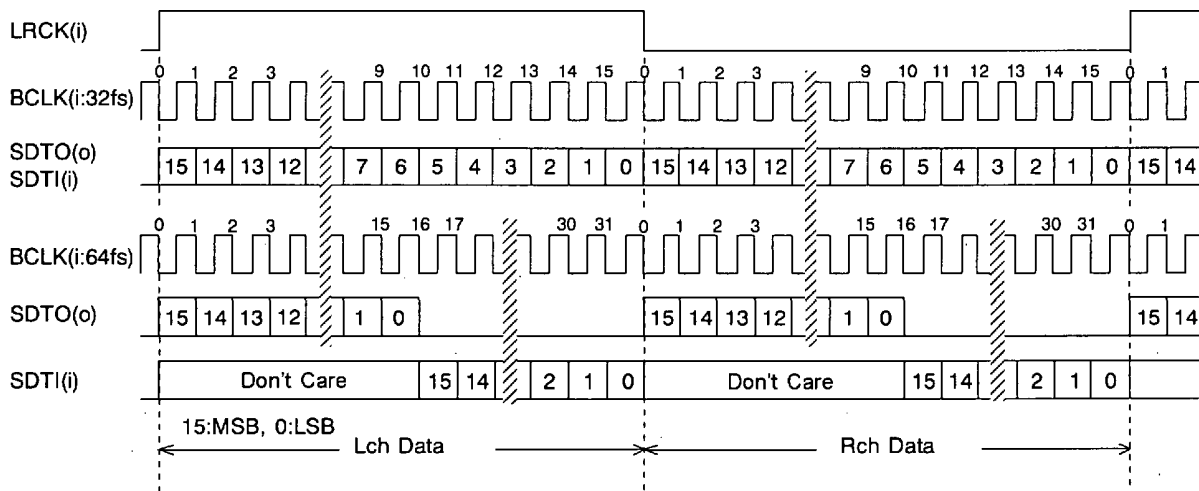 LRCK(i)
0 1 2 3 9 10 11 12 13 14 15 0 1 2 3 9 10 11 12 13 14 15 0 1
BCLK(i:32fs)
SDTO(o)
SDTI(i)
15 14 13 12 7 6 5 4 3 2 1 0 15 14 13 12 7 6 5 4 3 2 1 0 15 14
0 1 2 3 15 16 17 30 31 0 1 2 3 15 16 17 30 31 0 1
BCLK(i:64fs)
SDTO(o) 15 14 13 12 1 0 15 14 13 12 1 0 15 14
SDTI(i) Don't Care 15 14 2 1 0 Don't Care 15 14 2 1 0
15:MSB, 0:LSB
Lch Data Rch Data